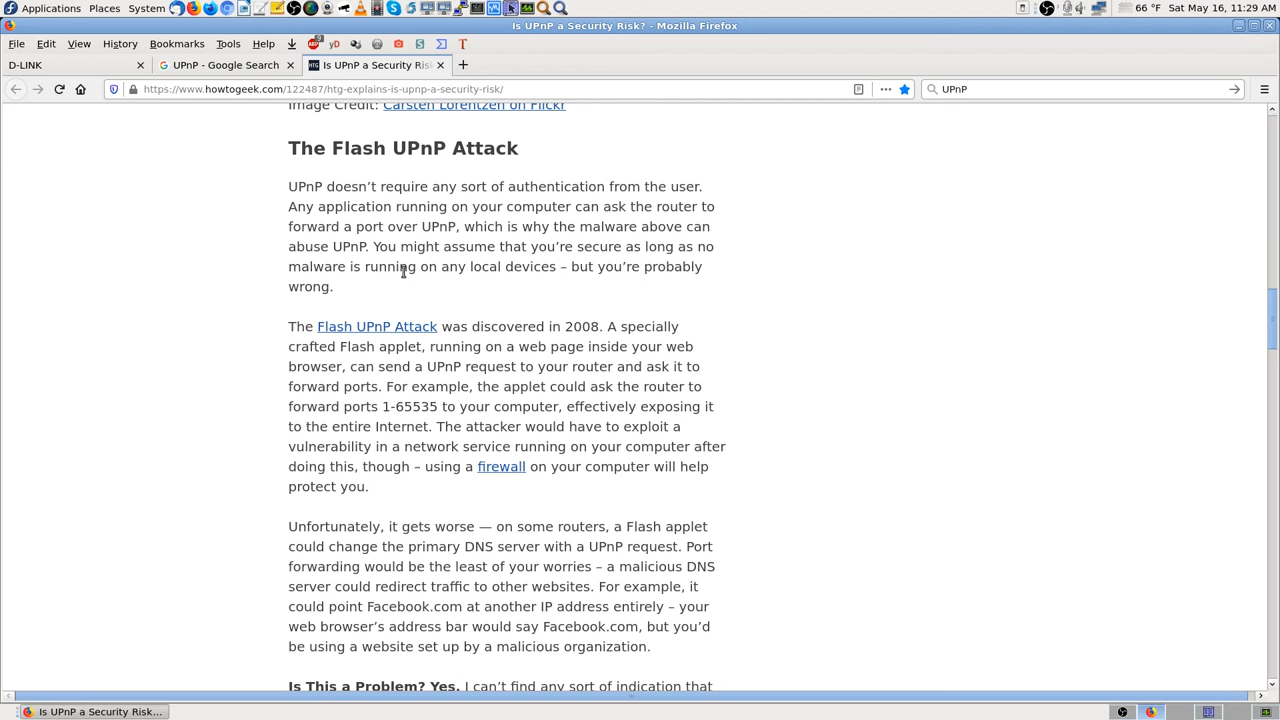 Applications Places System 66 °F Sat May 16, 11:29 AM
Is UPnP a Security Risk? - Mozilla Firefox
File Edit View History Bookmarks Tools Help
D-LINK UPnP - Google Search Is UPnP a Security Ris
https://www.howtogeek.com/122487/htg-explains-is-upnp-a-security-risk/ UPnP
Image Credit: Carsten Lorentzen on Flickr
The Flash UPnP Attack
UPnP doesn’t require any sort of authentication from the user.
Any application running on your computer can ask the router to
forward a port over UPnP, which is why the malware above can
abuse UPnP. You might assume that you’re secure as long as no
malware is running on any local devices – but you’re probably
wrong.
The Flash UPnP Attack was discovered in 2008. A specially
crafted Flash applet, running on a web page inside your web
browser, can send a UPnP request to your router and ask it to
forward ports. For example, the applet could ask the router to
forward ports 1-65535 to your computer, effectively exposing it
to the entire Internet. The attacker would have to exploit a
vulnerability in a network service running on your computer after
doing this, though – using a firewall on your computer will help
protect you.
Unfortunately, it gets worse — on some routers, a Flash applet
could change the primary DNS server with a UPnP request. Port
forwarding would be the least of your worries – a malicious DNS
server could redirect traffic to other websites. For example, it
could point Facebook.com at another IP address entirely – your
web browser’s address bar would say Facebook.com, but you’d
be using a website set up by a malicious organization.
Is This a Problem? Yes. I can’t find any sort of indication that
Is UPnP a Security Risk...